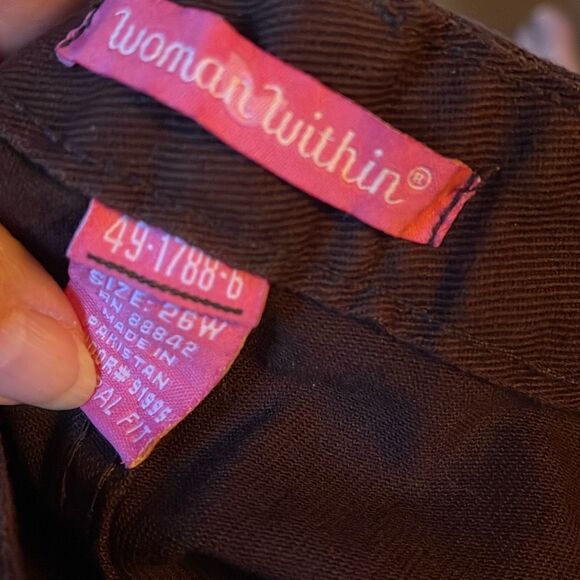 Woman Within®
49-1788-6
SIZE: 26W
RN 88842
MADE IN
PAKISTAN
AL FIT